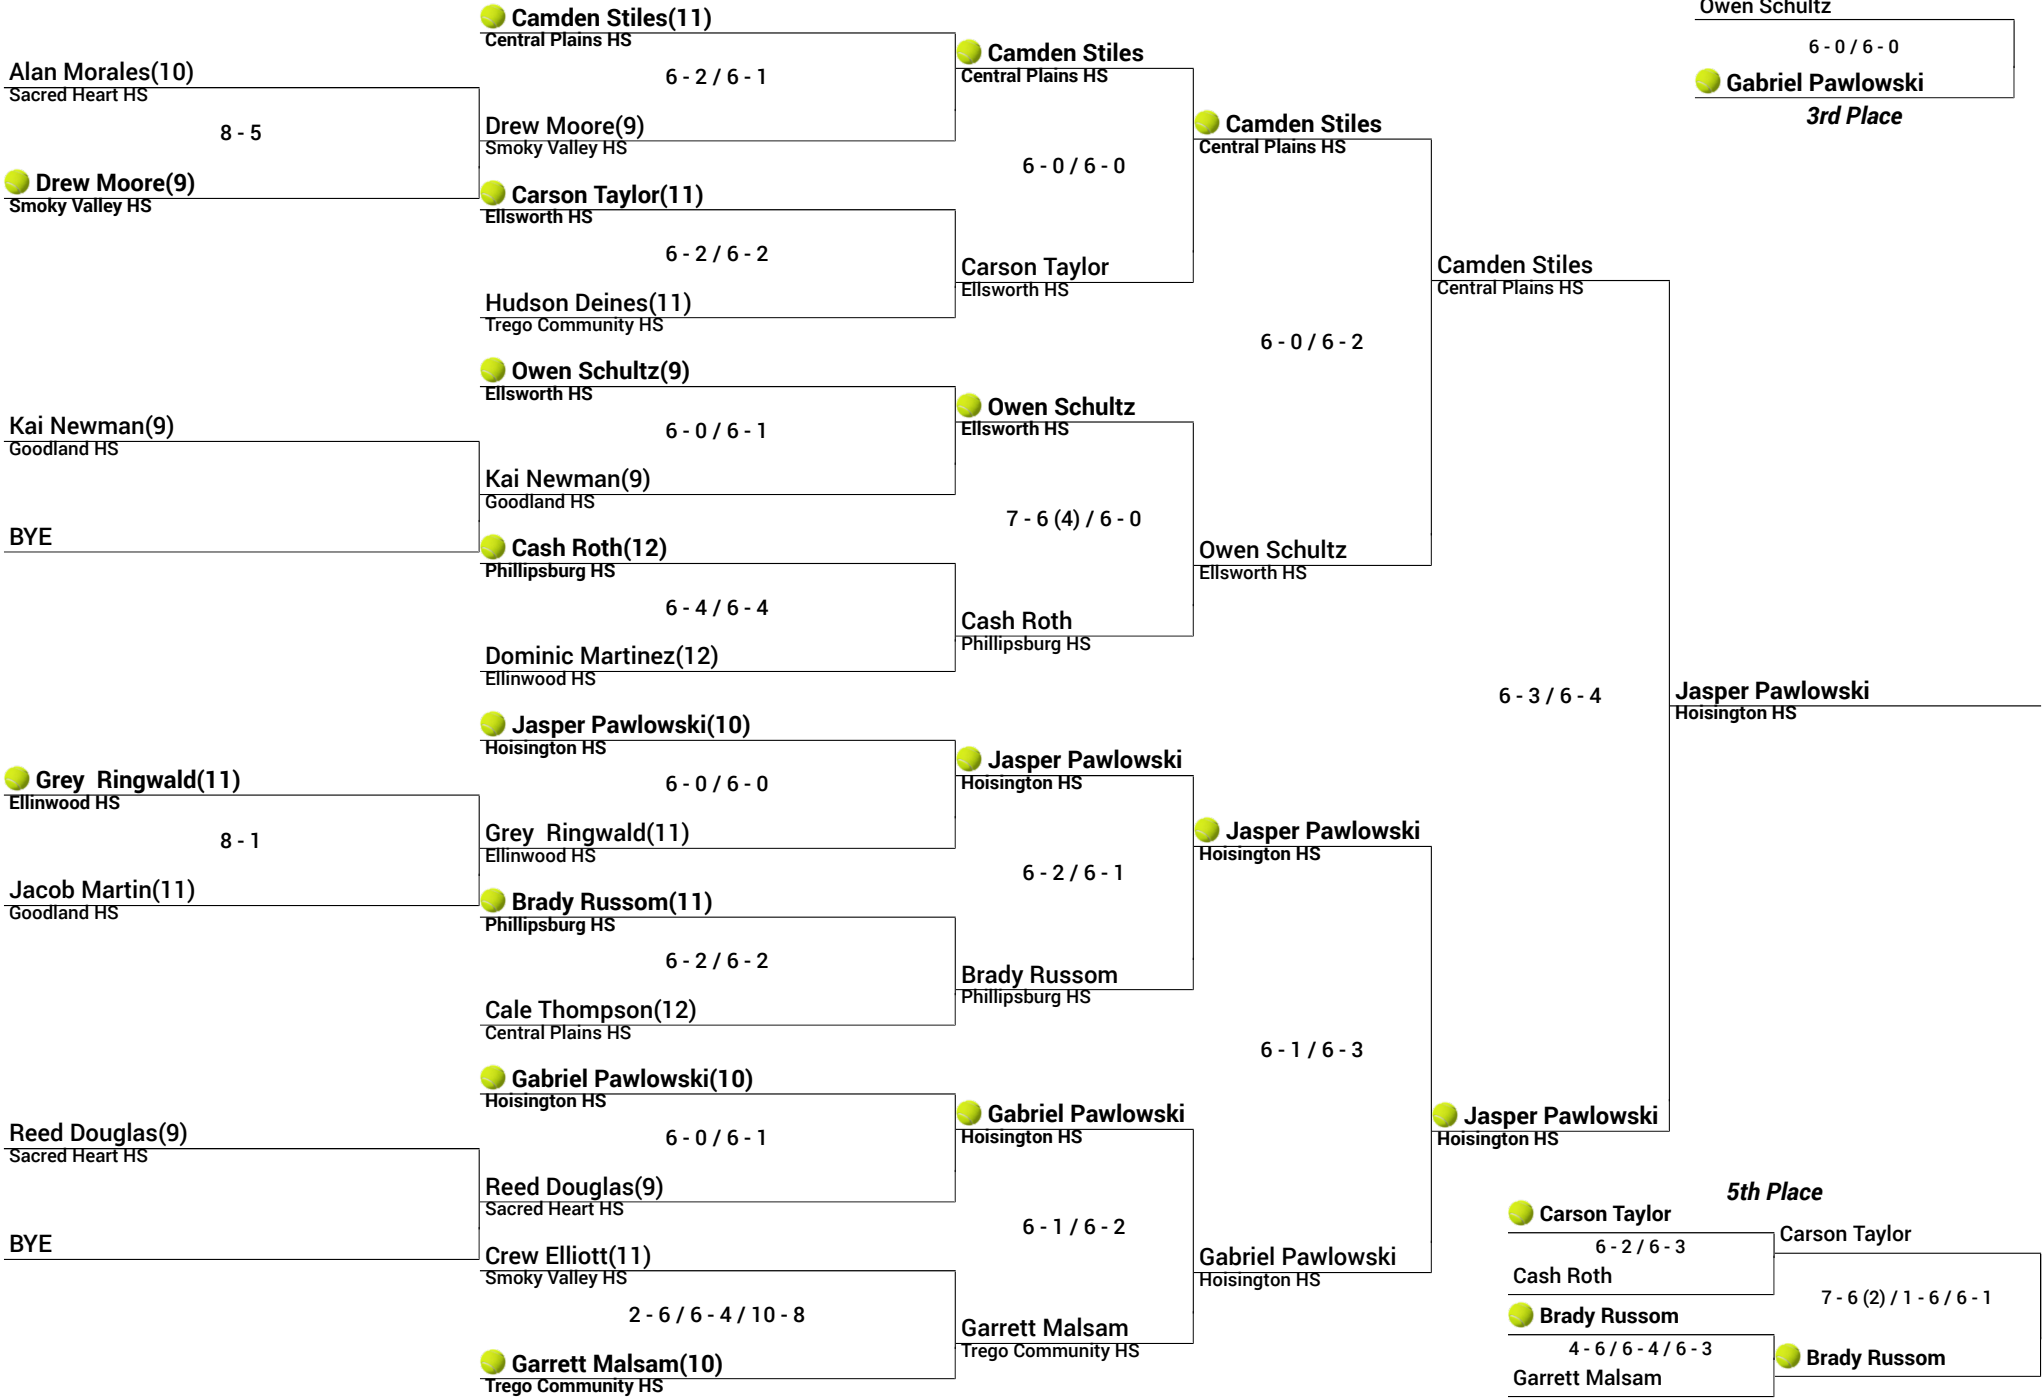 Alan Morales(10)
Sacred Heart HS
8 - 5
Drew Moore(9)
Smoky Valley HS
Kai Newman(9)
Goodland HS
BYE
Grey  Ringwald(11)
Ellinwood HS
8 - 1
Jacob Martin(11)
Goodland HS
Reed Douglas(9)
Sacred Heart HS
BYE
Camden Stiles(11)
Central Plains HS
6 - 2 / 6 - 1
Drew Moore(9)
Smoky Valley HS
Carson Taylor(11)
Ellsworth HS
6 - 2 / 6 - 2
Hudson Deines(11)
Trego Community HS
Owen Schultz(9)
Ellsworth HS
6 - 0 / 6 - 1
Kai Newman(9)
Goodland HS
Cash Roth(12)
Phillipsburg HS
6 - 4 / 6 - 4
Dominic Martinez(12)
Ellinwood HS
Jasper Pawlowski(10)
Hoisington HS
6 - 0 / 6 - 0
Grey  Ringwald(11)
Ellinwood HS
Brady Russom(11)
Phillipsburg HS
6 - 2 / 6 - 2
Cale Thompson(12)
Central Plains HS
Gabriel Pawlowski(10)
Hoisington HS
6 - 0 / 6 - 1
Reed Douglas(9)
Sacred Heart HS
Crew Elliott(11)
Smoky Valley HS
2 - 6 / 6 - 4 / 10 - 8
Garrett Malsam(10)
Trego Community HS
Camden Stiles
Central Plains HS
6 - 0 / 6 - 0
Carson Taylor
Ellsworth HS
Owen Schultz
Ellsworth HS
7 - 6 (4) / 6 - 0
Cash Roth
Phillipsburg HS
Jasper Pawlowski
Hoisington HS
6 - 2 / 6 - 1
Brady Russom
Phillipsburg HS
Gabriel Pawlowski
Hoisington HS
6 - 1 / 6 - 2
Garrett Malsam
Trego Community HS
Camden Stiles
Central Plains HS
6 - 0 / 6 - 2
Owen Schultz
Ellsworth HS
Jasper Pawlowski
Hoisington HS
6 - 1 / 6 - 3
Gabriel Pawlowski
Hoisington HS
Camden Stiles
Central Plains HS
6 - 3 / 6 - 4
Jasper Pawlowski
Hoisington HS
Jasper Pawlowski
Hoisington HS
Owen Schultz
6 - 0 / 6 - 0
Gabriel Pawlowski
3rd Place
5th Place
Carson Taylor
6 - 2 / 6 - 3
Cash Roth
Brady Russom
4 - 6 / 6 - 4 / 6 - 3
Garrett Malsam
Carson Taylor
7 - 6 (2) / 1 - 6 / 6 - 1
Brady Russom